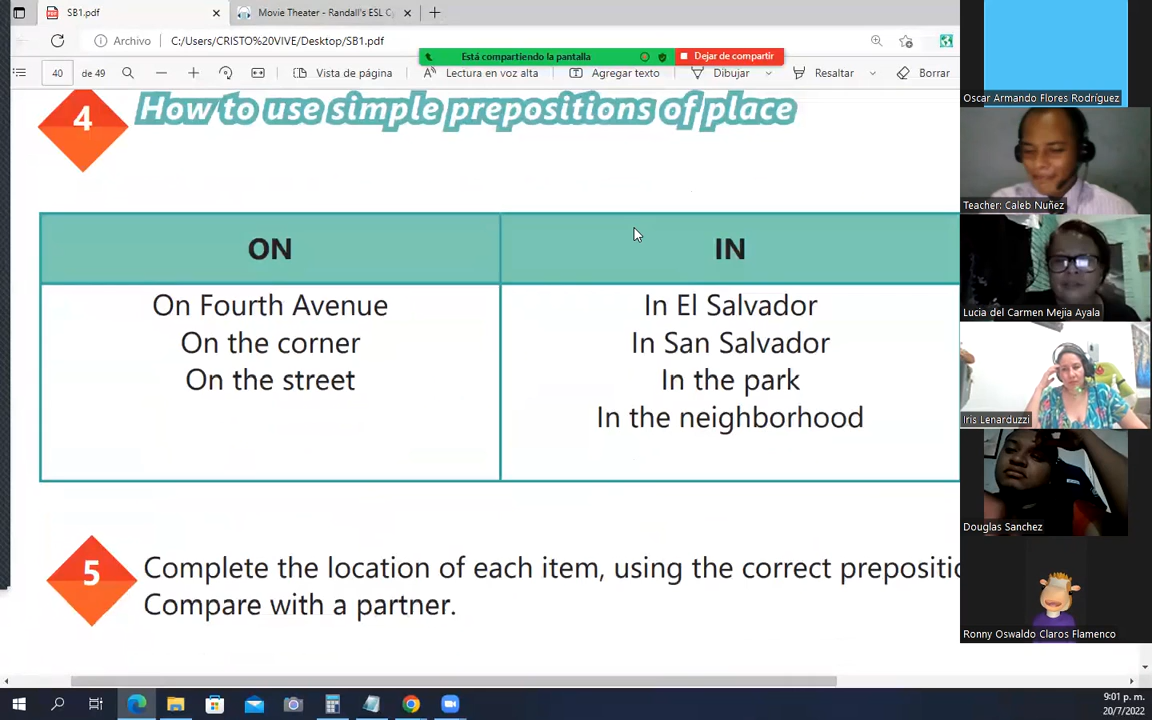 SB1.pdf
Movie Theater - Randall's ESL C
Archivo
C:/Users/CRISTO%20VIVE/Desktop/SB1.pdf
Está compartiendo la pantalla
Dejar de compartir
40
de 49
Vista de página
Lectura en voz alta
Agregar texto
Dibujar
Resaltar
Borrar
4
How to use simple prepositions of place
ON
IN
On Fourth Avenue
On the corner
On the street
In El Salvador
In San Salvador
In the park
In the neighborhood
5
Complete the location of each item, using the correct prepositio
Compare with a partner.
Oscar Armando Flores Rodríguez
Teacher: Caleb Nuñez
Lucia del Carmen Mejia Ayala
Iris Lenarduzzi
Douglas Sanchez
Ronny Oswaldo Claros Flamenco
9:01 p. m.
20/7/2022